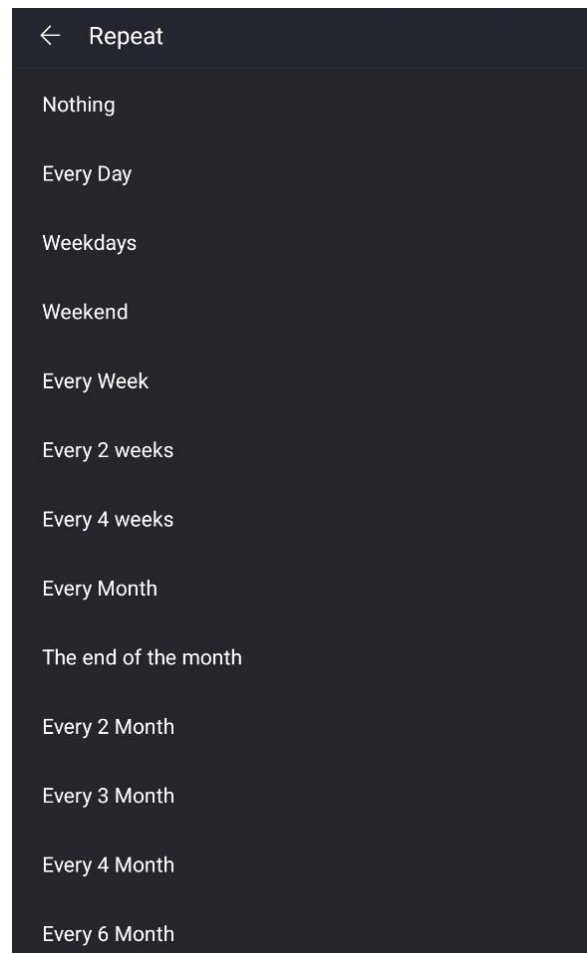 Repeat
Nothing
Every Day
Weekdays
Weekend
Every Week
Every 2 weeks
Every 4 weeks
Every Month
The end of the month
Every 2 Month
Every 3 Month
Every 4 Month
Every 6 Month